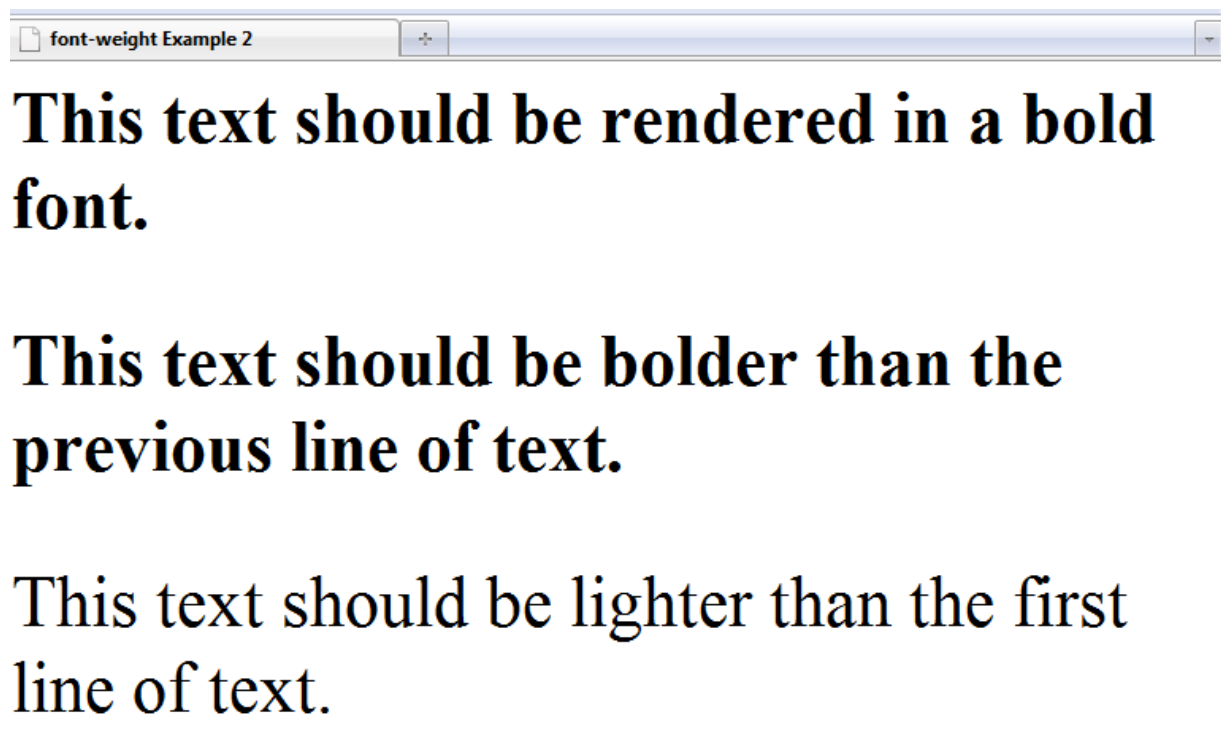 font-weight Example 2
This text should be rendered in a bold
font.
This text should be bolder than the
previous line of text.
This text should be lighter than the first
line of text.